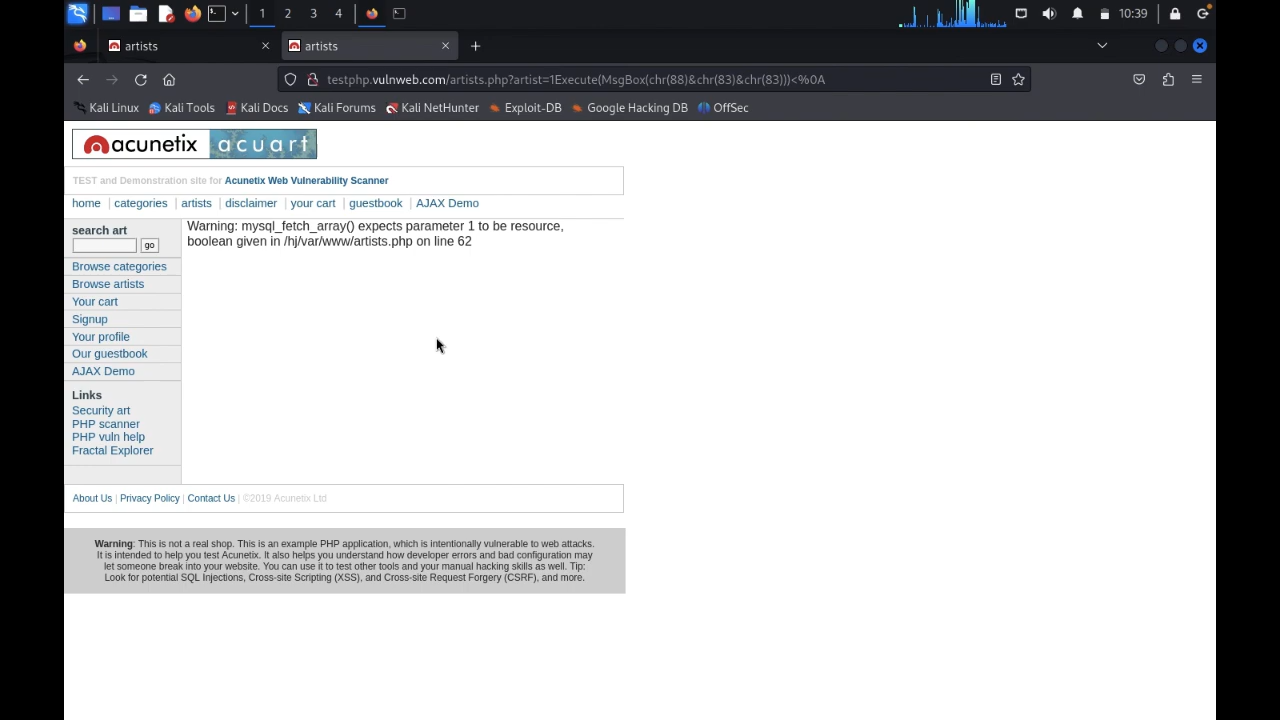 1 2 3 4 10:39
artists artists
testphp.vulnweb.com/artists.php?artist=1Execute(MsgBox(chr(88)&chr(83)&chr(83)))<%0A
Kali Linux Kali Tools Kali Docs Kali Forums Kali NetHunter Exploit-DB Google Hacking DB OffSec
acunetix acuart
TEST and Demonstration site for Acunetix Web Vulnerability Scanner
home | categories | artists | disclaimer | your cart | guestbook | AJAX Demo
search art
go
Browse categories
Browse artists
Your cart
Signup
Your profile
Our guestbook
AJAX Demo
Links
Security art
PHP scanner
PHP vuln help
Fractal Explorer
Warning: mysql_fetch_array() expects parameter 1 to be resource,
boolean given in /hj/var/www/artists.php on line 62
About Us | Privacy Policy | Contact Us | ©2019 Acunetix Ltd
Warning: This is not a real shop. This is an example PHP application, which is intentionally vulnerable to web attacks.
It is intended to help you test Acunetix. It also helps you understand how developer errors and bad configuration may
let someone break into your website. You can use it to test other tools and your manual hacking skills as well. Tip:
Look for potential SQL Injections, Cross-site Scripting (XSS), and Cross-site Request Forgery (CSRF), and more.